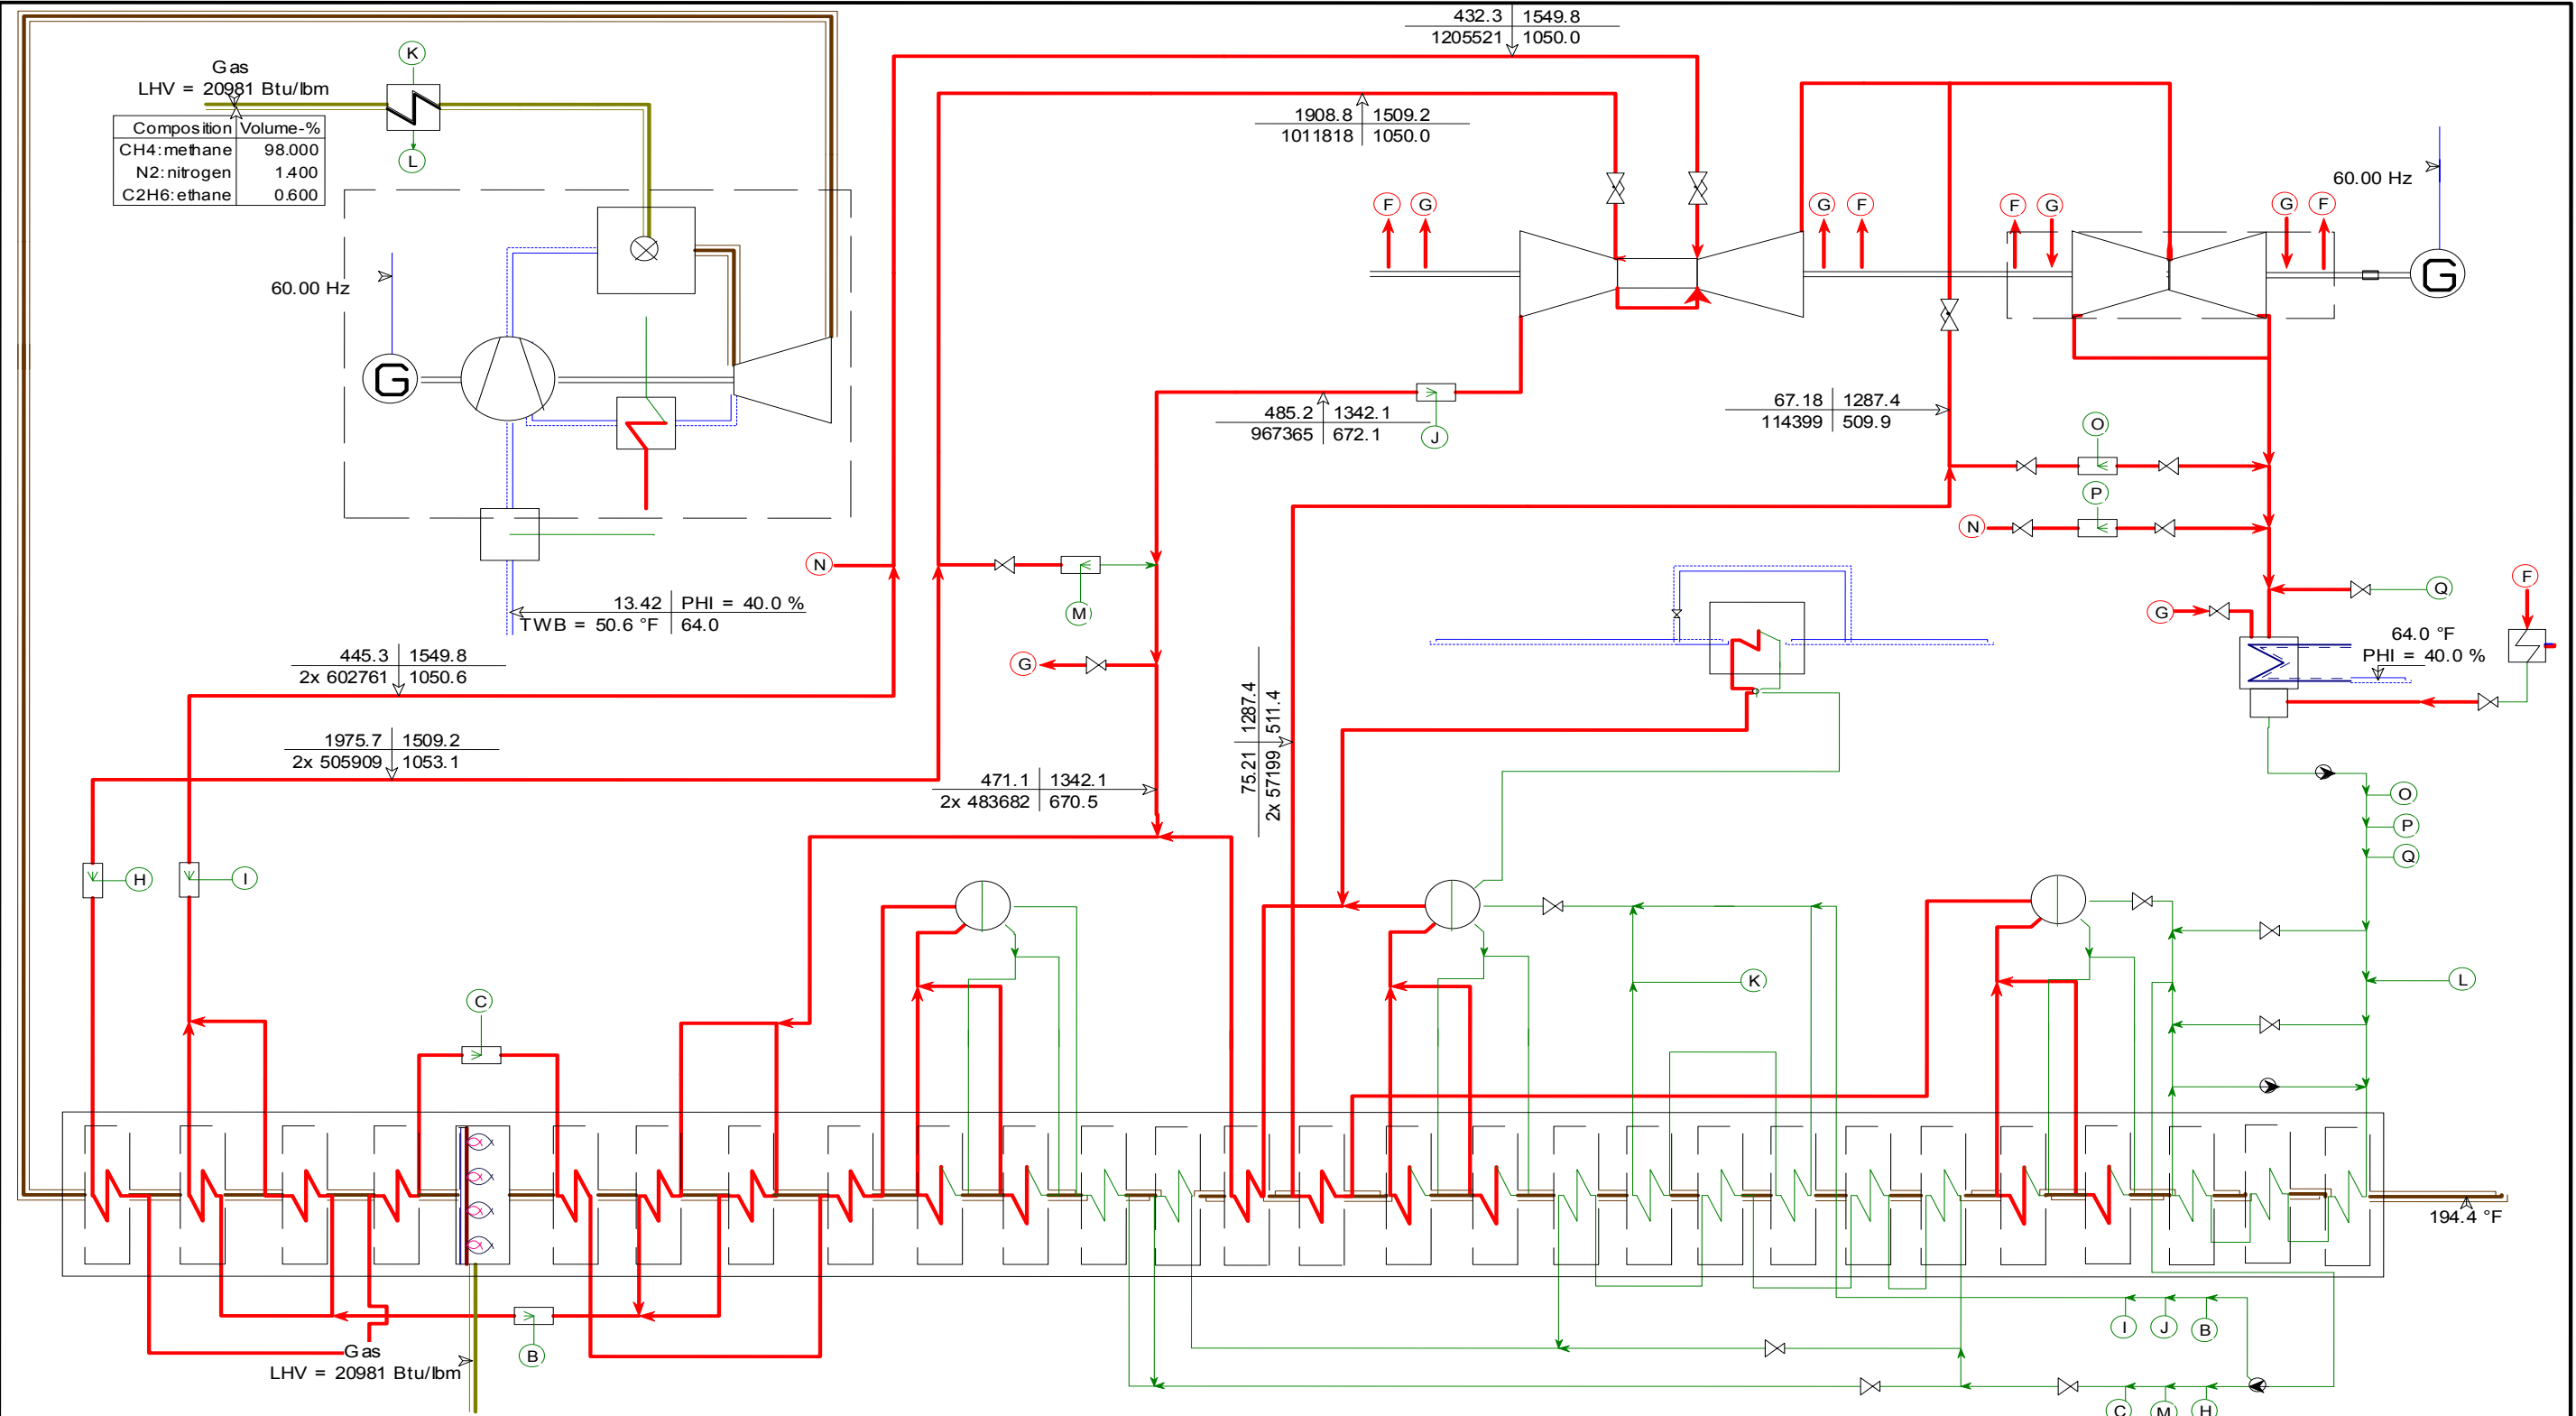 432.3 1549.8
1205521 1050.0
K
Gas
LHV = 20981 Btu/lbm
Composition Volume-%
CH4:methane 98.000
N2:nitrogen 1.400
C2H6:ethane 0.600
L
1908.8 1509.2
1011818 1050.0
60.00 Hz
F G G F F G G F
G
60.00 Hz
G
485.2 1342.1
967365 672.1
J
67.18 1287.4
114399 509.9
O
P
N
N
M
13.42 PHI = 40.0 %
TWB = 50.6 °F 64.0
F
Q
G
64.0 °F
PHI = 40.0 %
445.3 1549.8
2x 602761 1050.6
G
75.21 1287.4
2x 57199 511.4
1975.7 1509.2
2x 505909 1053.1
471.1 1342.1
2x 483682 670.5
O
P
Q
H
I
K
L
C
194.4 °F
I J B
B
Gas
LHV = 20981 Btu/lbm
C M H